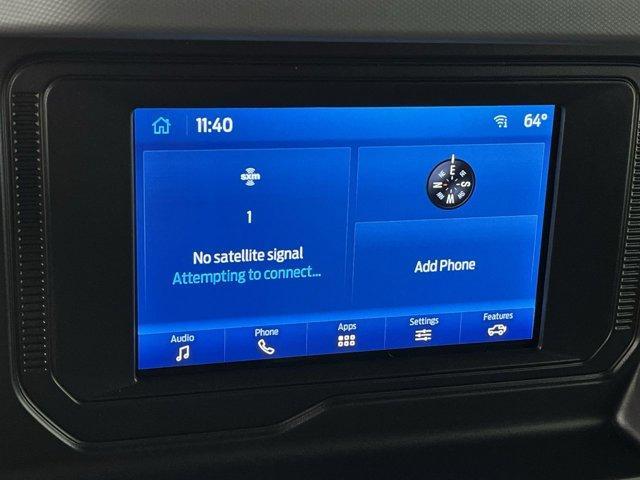 11:40
64°
sxm
1
No satellite signal
Attempting to connect...
E
N S
W
Add Phone
Audio
Phone
Apps
Settings
Features